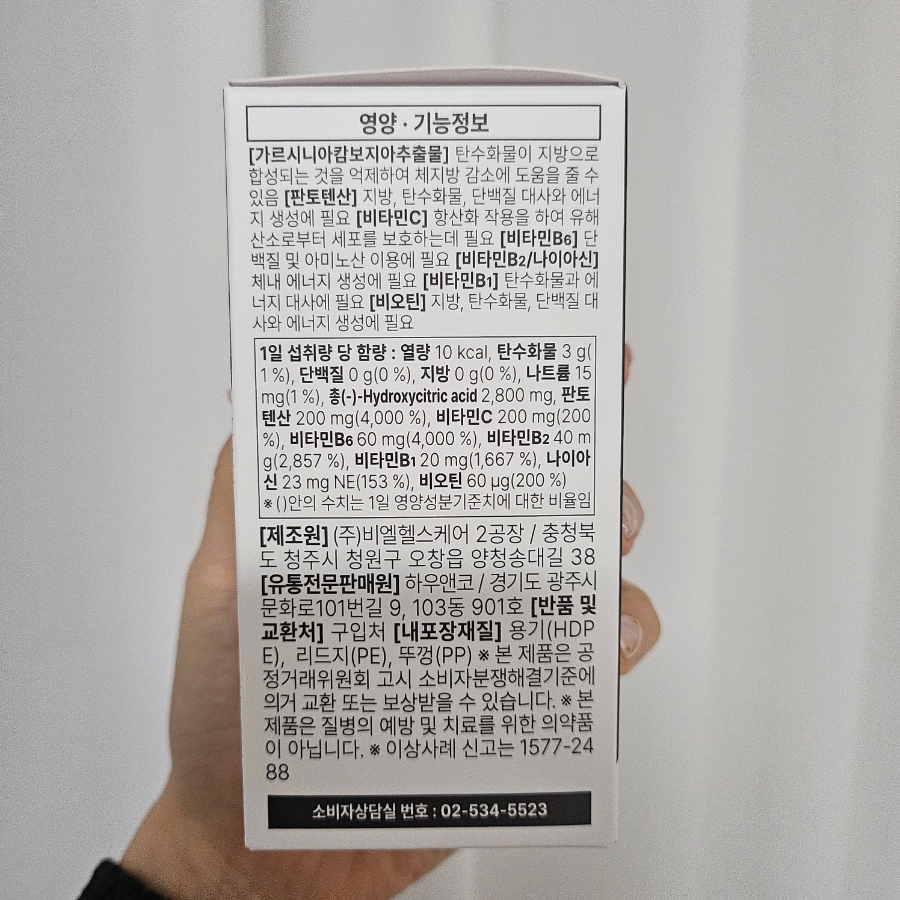 영양 · 기능정보
[가르시니아캄보지아추출물] 탄수화물이 지방으로
합성되는 것을 억제하여 체지방 감소에 도움을 줄 수
있음 [판토텐산] 지방, 탄수화물, 단백질 대사와 에너
지 생성에 필요 [비타민C] 항산화 작용을 하여 유해
산소로부터 세포를 보호하는데 필요 [비타민B6] 단
백질 및 아미노산 이용에 필요 [비타민B2/나이아신]
체내 에너지 생성에 필요 [비타민B1] 탄수화물과 에
너지 대사에 필요 [비오틴] 지방, 탄수화물, 단백질 대
사와 에너지 생성에 필요
1일 섭취량 당 함량 : 열량 10 kcal, 탄수화물 3 g(
1 %), 단백질 0 g(0 %), 지방 0 g(0 %), 나트륨 15
mg(1 %), 총(-)-Hydroxycitric acid 2,800 mg, 판토
텐산 200 mg(4,000 %), 비타민C 200 mg(200
%), 비타민B6 60 mg(4,000 %), 비타민B2 40 m
g(2,857 %), 비타민B1 20 mg(1,667 %), 나이아
신 23 mg NE(153 %), 비오틴 60 μg(200 %)
※ ( )안의 수치는 1일 영양성분기준치에 대한 비율임
[제조원] (주)비엘헬스케어 2공장 / 충청북
도 청주시 청원구 오창읍 양청송대길 38
[유통전문판매원] 하우앤코 / 경기도 광주시
문화로101번길 9, 103동 901호 [반품 및
교환처] 구입처 [내포장재질] 용기(HDP
E), 리드지(PE), 뚜껑(PP) ※ 본 제품은 공
정거래위원회 고시 소비자분쟁해결기준에
의거 교환 또는 보상받을 수 있습니다. ※ 본
제품은 질병의 예방 및 치료를 위한 의약품
이 아닙니다. ※ 이상사례 신고는 1577-24
88
소비자상담실 번호 : 02-534-5523